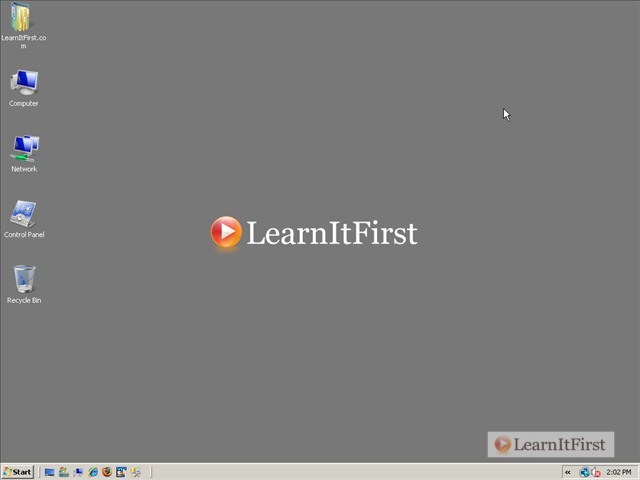 LearnItFirst.co
m
Computer
Network
Control Panel
Recycle Bin
LearnItFirst
LearnItFirst
Start
2:02 PM